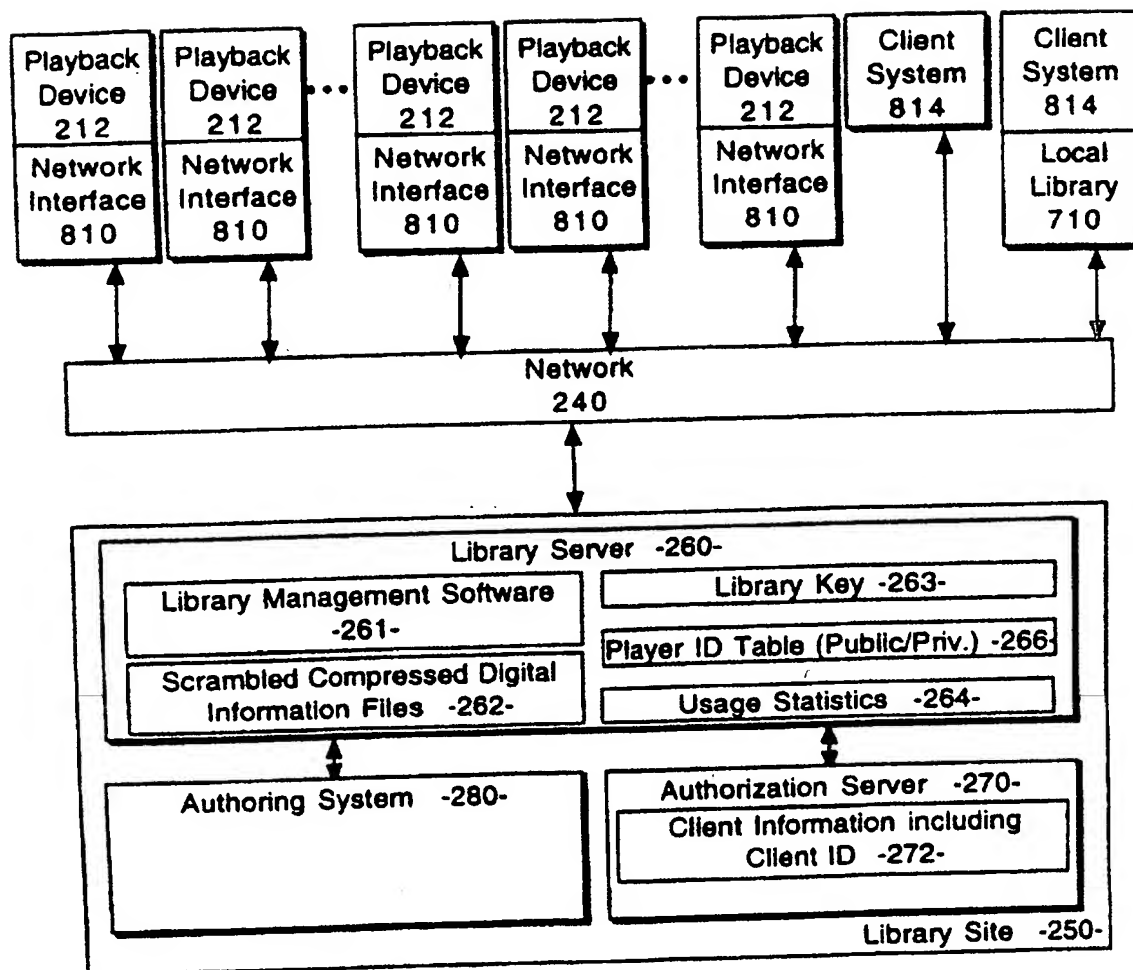 Playback
Device
212
Network
Interface
810
Playback
Device
212
Network
Interface
810
Playback
Device
212
Network
Interface
810
Playback
Device
212
Network
Interface
810
Playback
Device
212
Network
Interface
810
Client
System
814
Client
System
814
Local
Library
710
Network
240
Library Server -260-
Library Management Software
-261-
Scrambled Compressed Digital
Information Files -262-
Library Key -263-
Player ID Table (Public/Priv.) -266-
Usage Statistics -264-
Authoring System -280-
Authorization Server -270-
Client Information including
Client ID -272-
Library Site -250-